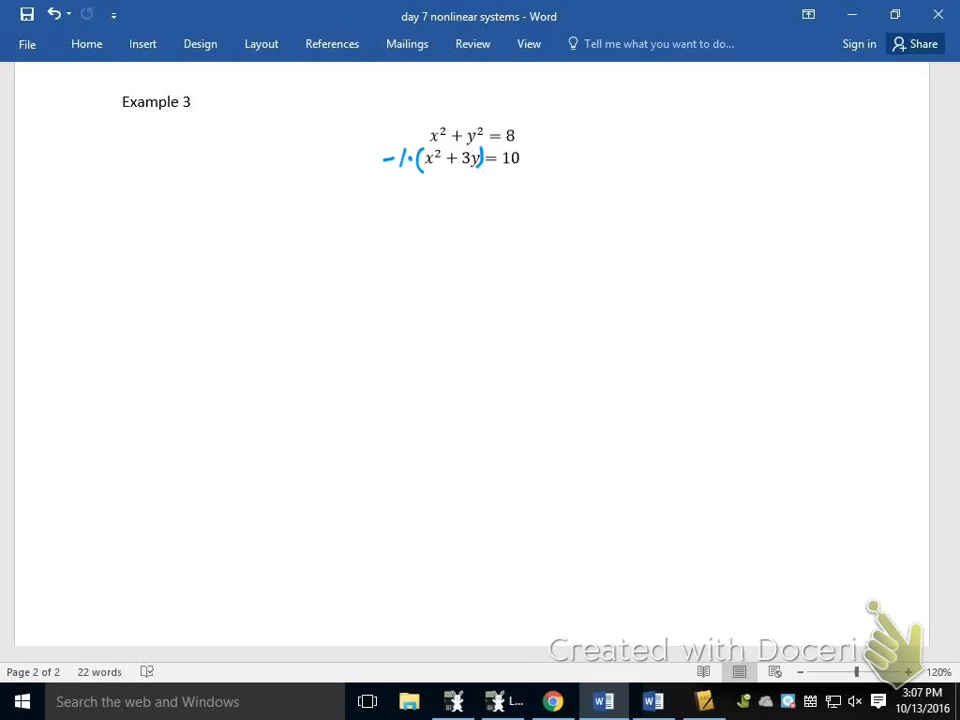 day 7 nonlinear systems - Word
File Home Insert Design Layout References Mailings Review View Tell me what you want to do... Sign in Share
Example 3
x² + y² = 8
-1·(x² + 3y) = 10
Created with Doceri
Page 2 of 2 22 words 120%
Search the web and Windows L... 3:07 PM
10/13/2016